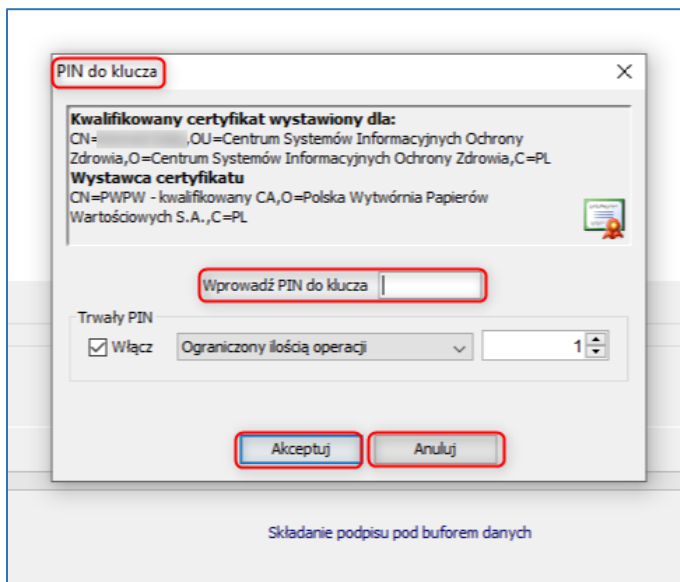 PIN do klucza
Kwalifikowany certyfikat wystawiony dla:
CN= ,OU=Centrum Systemów Informacyjnych Ochrony
Zdrowia,O=Centrum Systemów Informacyjnych Ochrony Zdrowia,C=PL
Wystawca certyfikatu
CN=PWPW - kwalifikowany CA,O=Polska Wytwórnia Papierów
Wartościowych S.A.,C=PL
Wprowadź PIN do klucza
Trwały PIN
Włącz Ograniczony ilością operacji 1
Akceptuj Anuluj
Składanie podpisu pod buforem danych